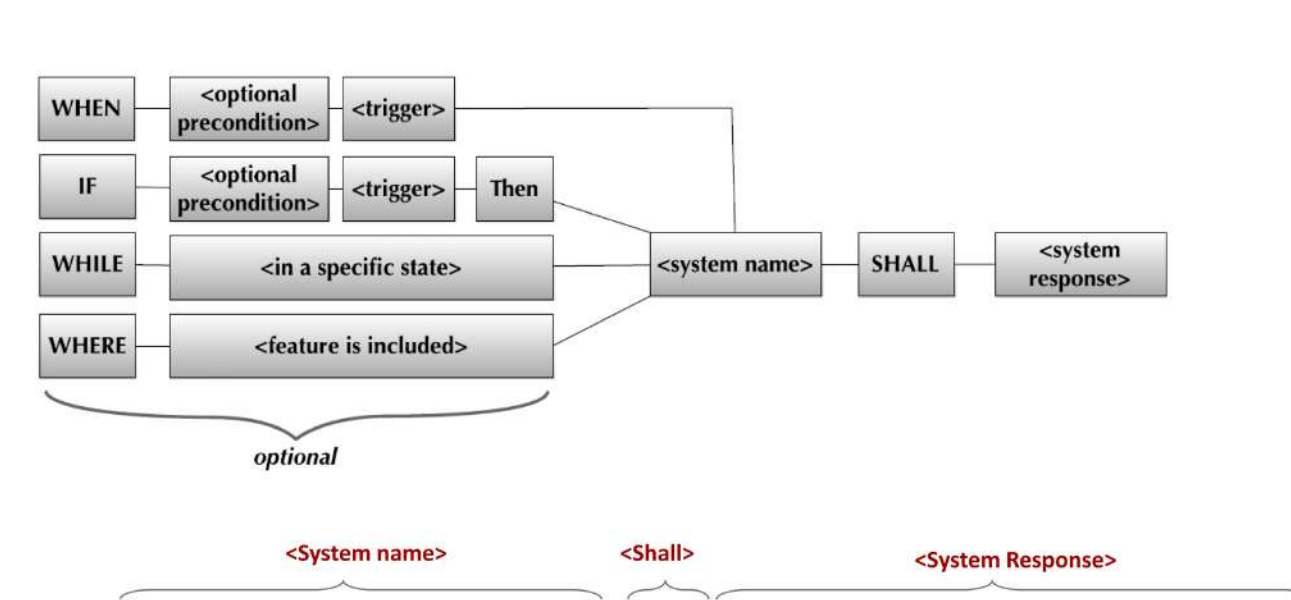 WHEN
<optional
precondition>
<trigger>
IF
<optional
precondition>
<trigger>
Then
WHILE
<in a specific state>
<system name>
SHALL
<system
response>
WHERE
<feature is included>
optional
<System name>
<Shall>
<System Response>